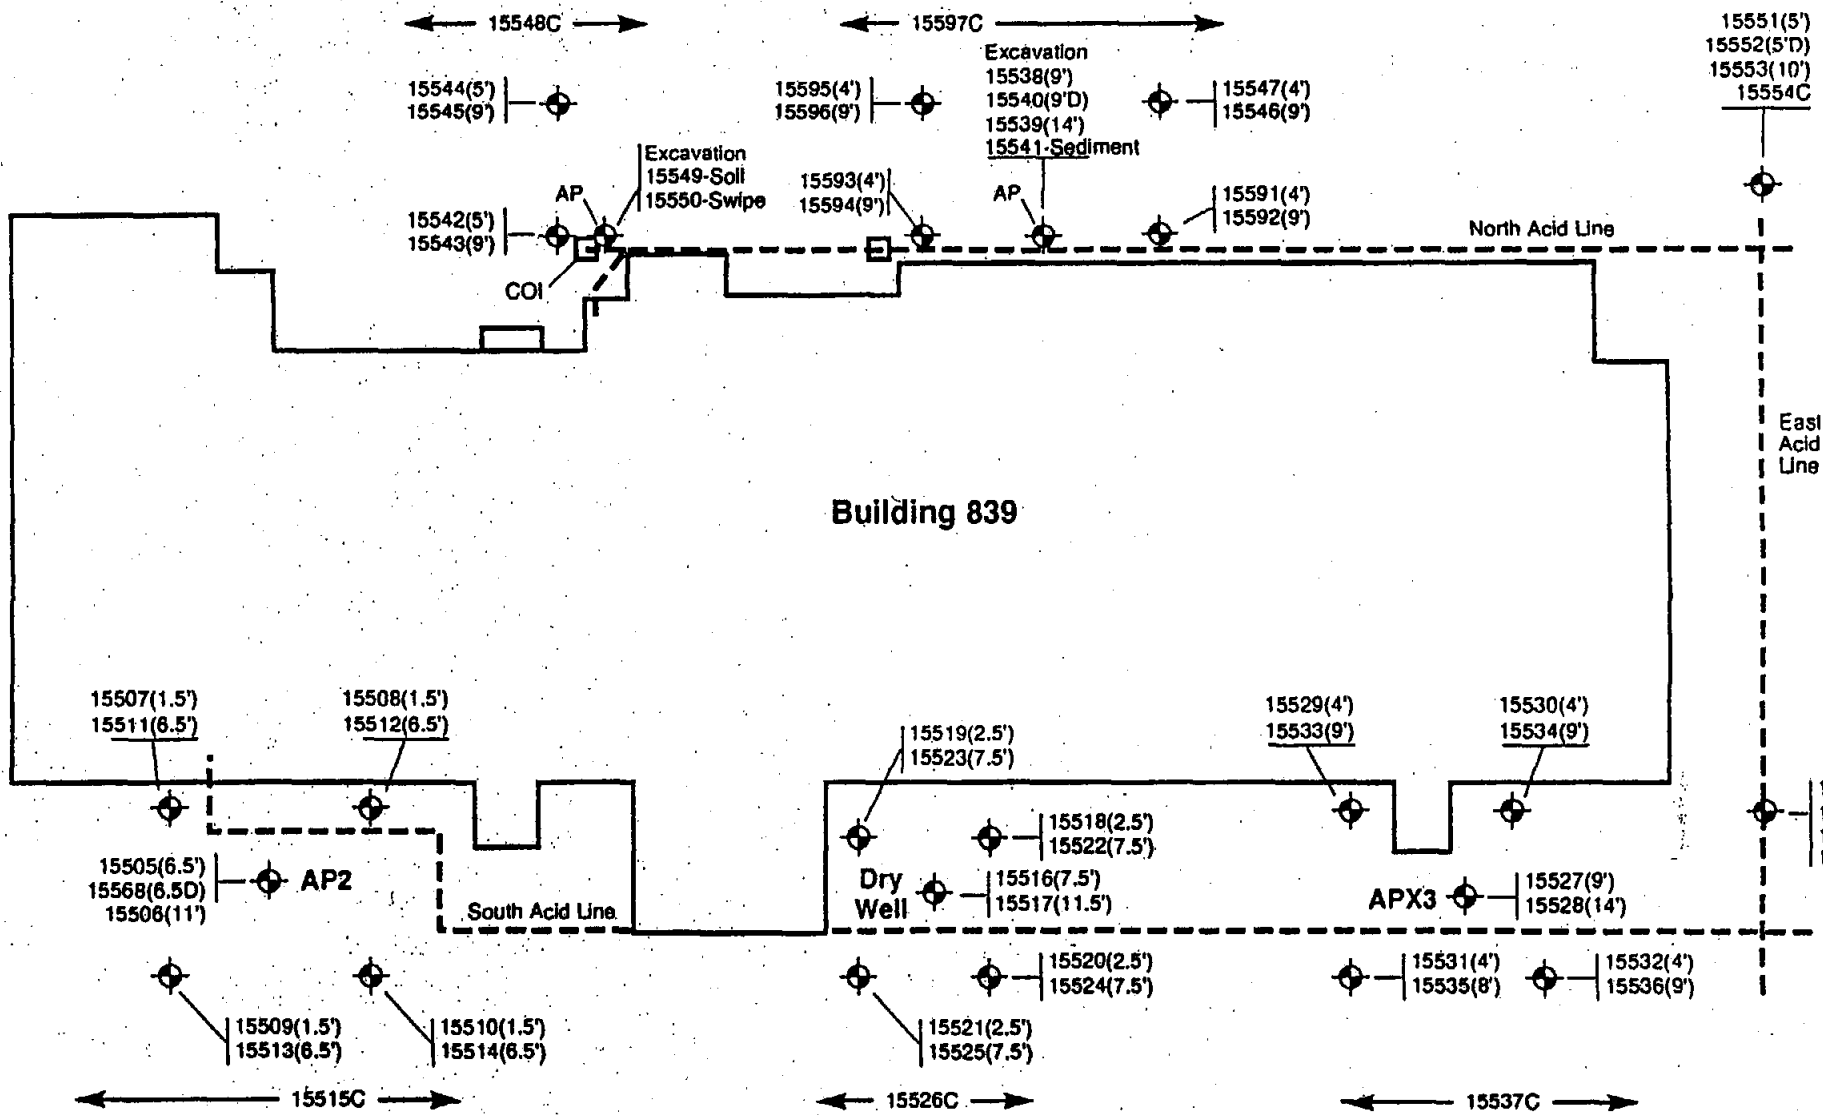 15548C
15597C
15551(5')
15552(5'D)
15553(10')
15554C
15544(5')
15545(9')
15595(4')
15596(9')
Excavation
15538(9')
15540(9'D)
15539(14')
15541-Sediment
15547(4')
15546(9')
Excavation
15549-Soil
15550-Swipe
AP
15542(5')
15543(9')
15593(4')
15594(9')
AP
15591(4')
15592(9')
North Acid Line
COI
East
Acid
Line
Building 839
15507(1.5')
15511(6.5')
15508(1.5')
15512(6.5')
15519(2.5')
15523(7.5')
15529(4')
15533(9')
15530(4')
15534(9')
15505(6.5')
15568(6.5D)
15506(11')
AP2
South Acid Line
15518(2.5')
15522(7.5')
Dry
Well
15516(7.5')
15517(11.5')
APX3
15527(9')
15528(14')
15520(2.5')
15524(7.5')
15531(4')
15535(8')
15532(4')
15536(9')
15509(1.5')
15513(6.5')
15510(1.5')
15514(6.5')
15521(2.5')
15525(7.5')
15515C
15526C
15537C